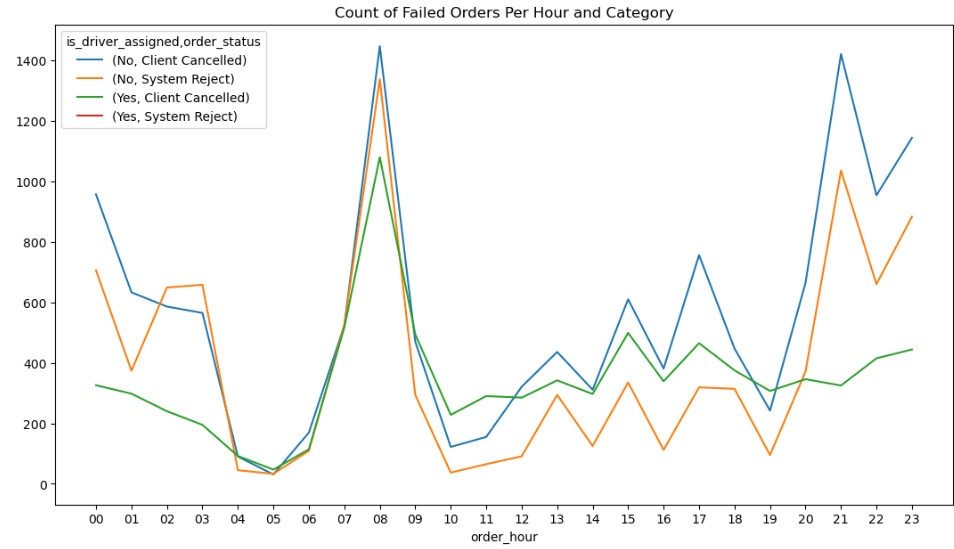 Count of Failed Orders Per Hour and Category
is_driver_assigned,order_status
(No, Client Cancelled)
(No, System Reject)
(Yes, Client Cancelled)
(Yes, System Reject)
1400
1200
1000
800
600
400
200
0
00 01 02 03 04 05 06 07 08 09 10 11 12 13 14 15 16 17 18 19 20 21 22 23
order_hour